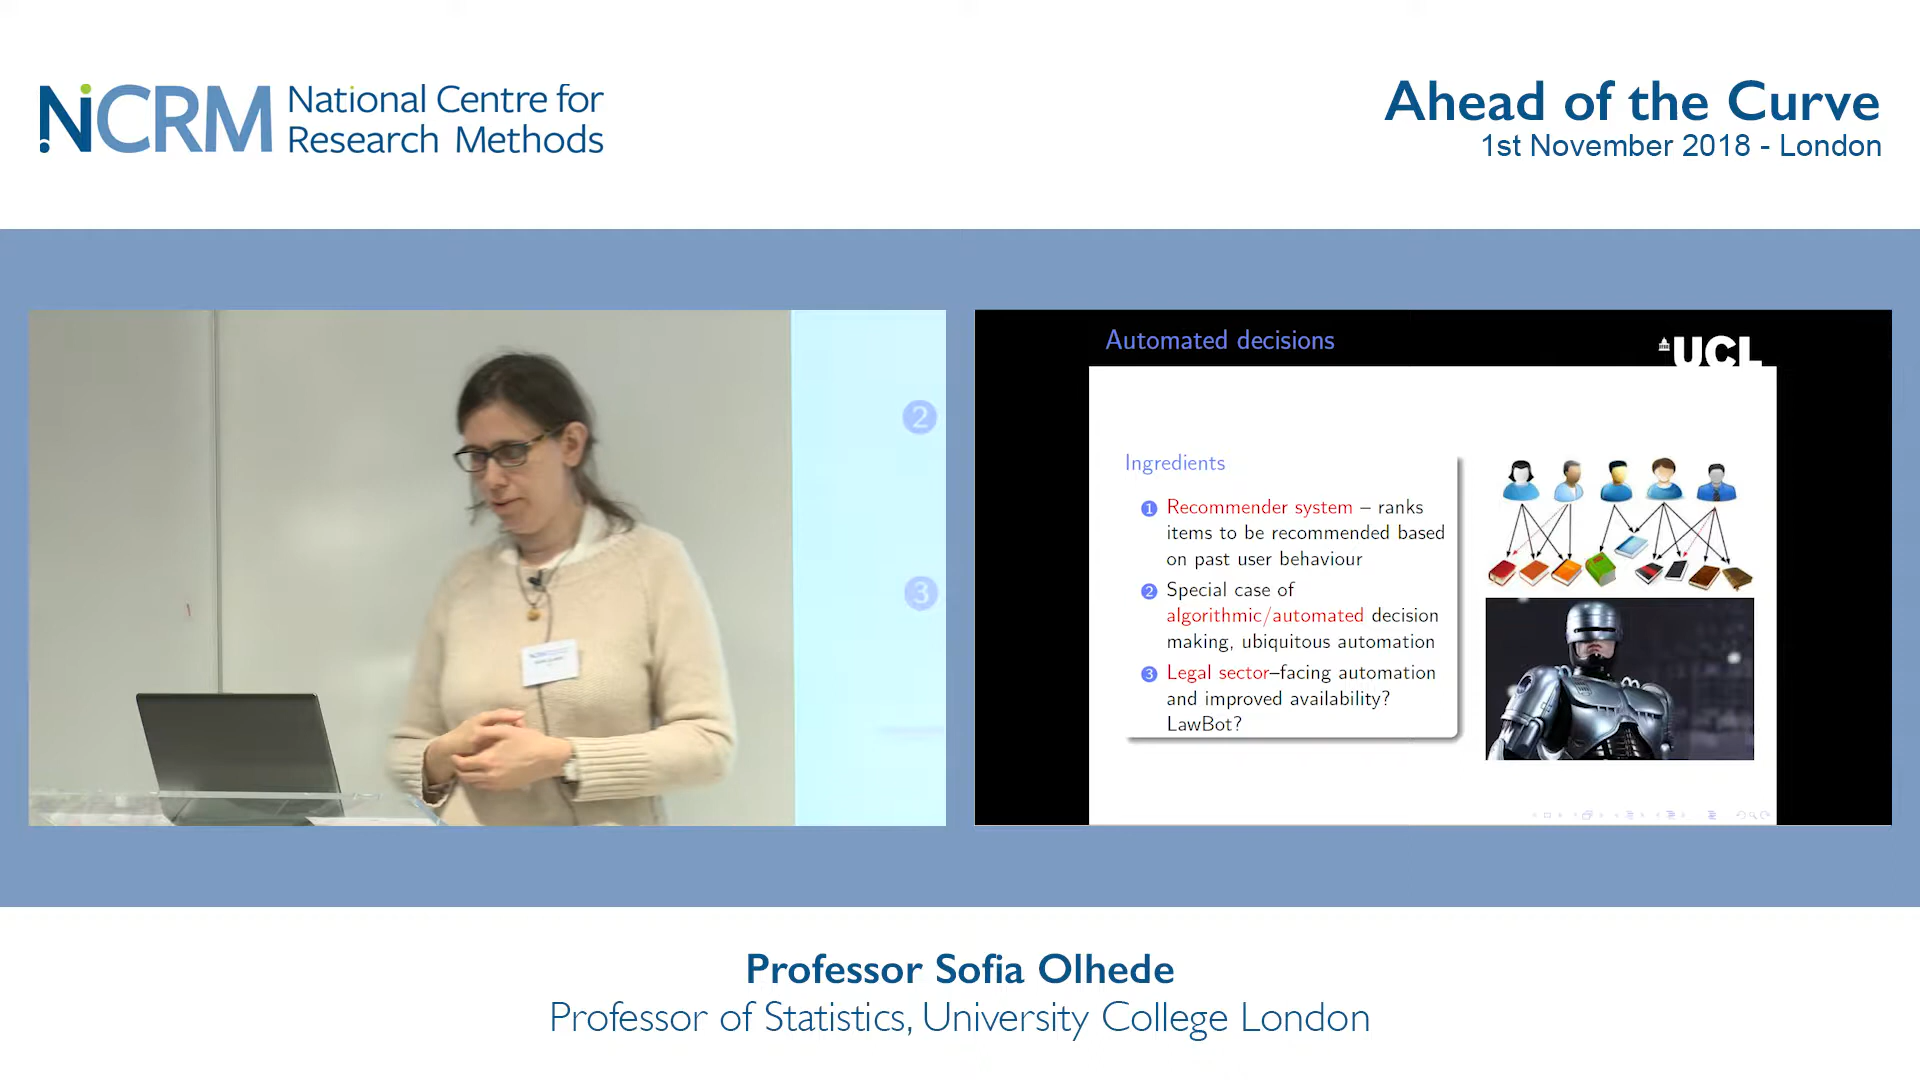 NCRM National Centre for
Research Methods
Ahead of the Curve
1st November 2018 - London
2
3
Automated decisions
UCL
Ingredients
1 Recommender system – ranks
items to be recommended based
on past user behaviour
2 Special case of
algorithmic/automated decision
making, ubiquitous automation
3 Legal sector–facing automation
and improved availability?
LawBot?
Professor Sofia Olhede
Professor of Statistics, University College London